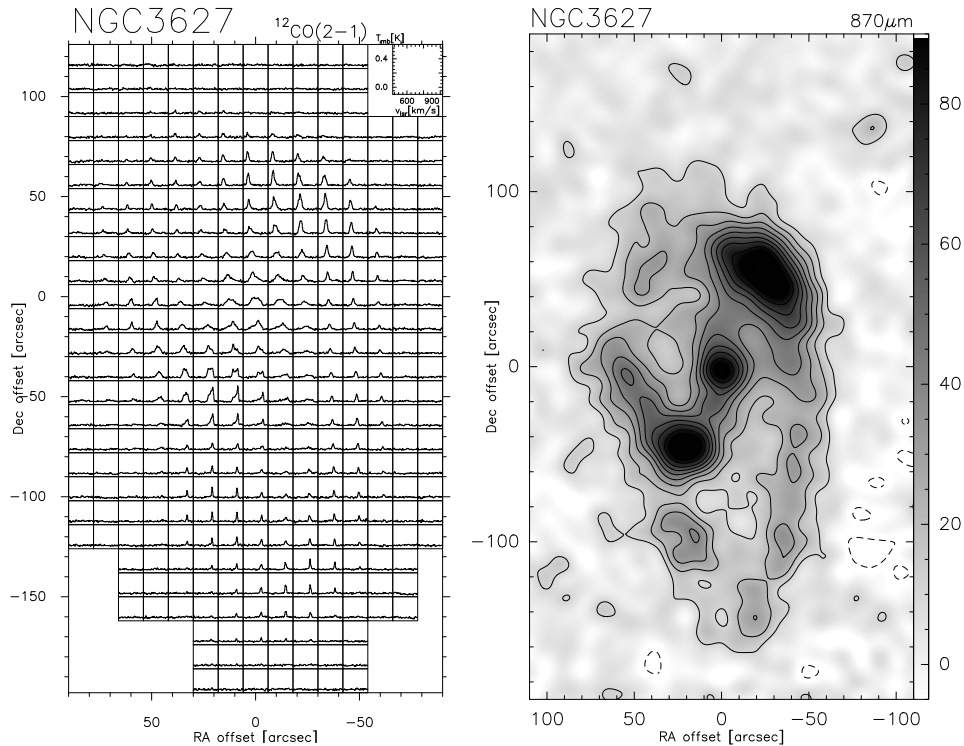 NGC3627
¹²CO(2−1)
T_mb[K]
0.4
0.0
600 900
v_lsr[km/s]
100
50
0
−50
−100
−150
Dec offset [arcsec]
50 0 −50
RA offset [arcsec]
NGC3627
870μm
100
0
−100
Dec offset [arcsec]
100 50 0 −50 −100
RA offset [arcsec]
80
60
40
20
0